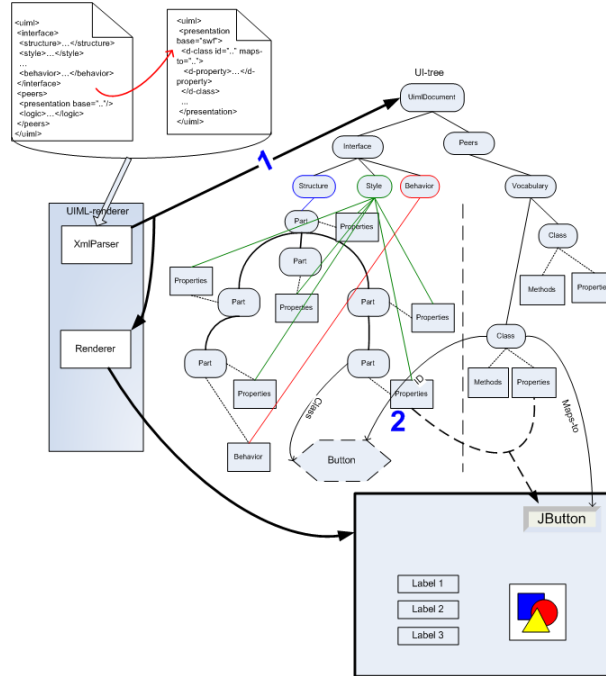 <uiml>
<interface>
<structure>...</structure>
<style>...</style>
...
<behavior>...</behavior>
</interface>
<peers>
<presentation base=".."/>
<logic>...</logic>
</peers>
</uiml>
<uiml>
<presentation
base="swf">
<d-class id=".." maps-
to="..">
<d-property>...</d-
property>
</d-class>
...
</presentation>
</uiml>
UI-tree
UimlDocument
1
Interface
Peers
Structure
Style
Behavior
Vocabulary
UIML-renderer
XmlParser
Part
Properties
Class
Part
Properties
Properties
Methods
Properties
Part
Part
Properties
Renderer
Class
Part
Part
Properties
Properties
ID
Methods
Properties
Class
Maps-to
2
Behavior
Button
JButton
Label 1
Label 2
Label 3